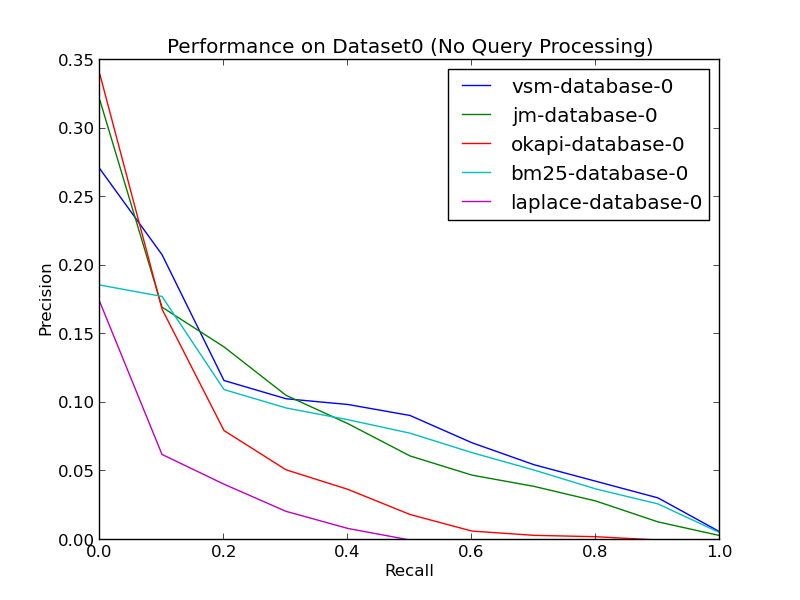 Performance on Dataset0 (No Query Processing)
0.35
0.30
0.25
0.20
0.15
0.10
0.05
0.00
Precision
vsm-database-0
jm-database-0
okapi-database-0
bm25-database-0
laplace-database-0
0.0 0.2 0.4 0.6 0.8 1.0
Recall